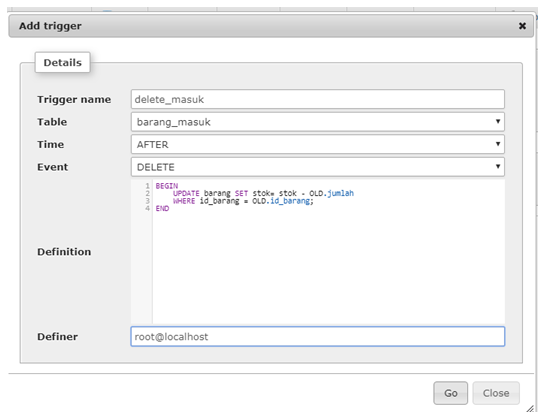 Add trigger
Details
Trigger name delete_masuk
Table barang_masuk
Time AFTER
Event DELETE
1 BEGIN
2 UPDATE barang SET stok= stok - OLD.jumlah
3 WHERE id_barang = OLD.id_barang;
4 END
Definition
Definer root@localhost
Go Close